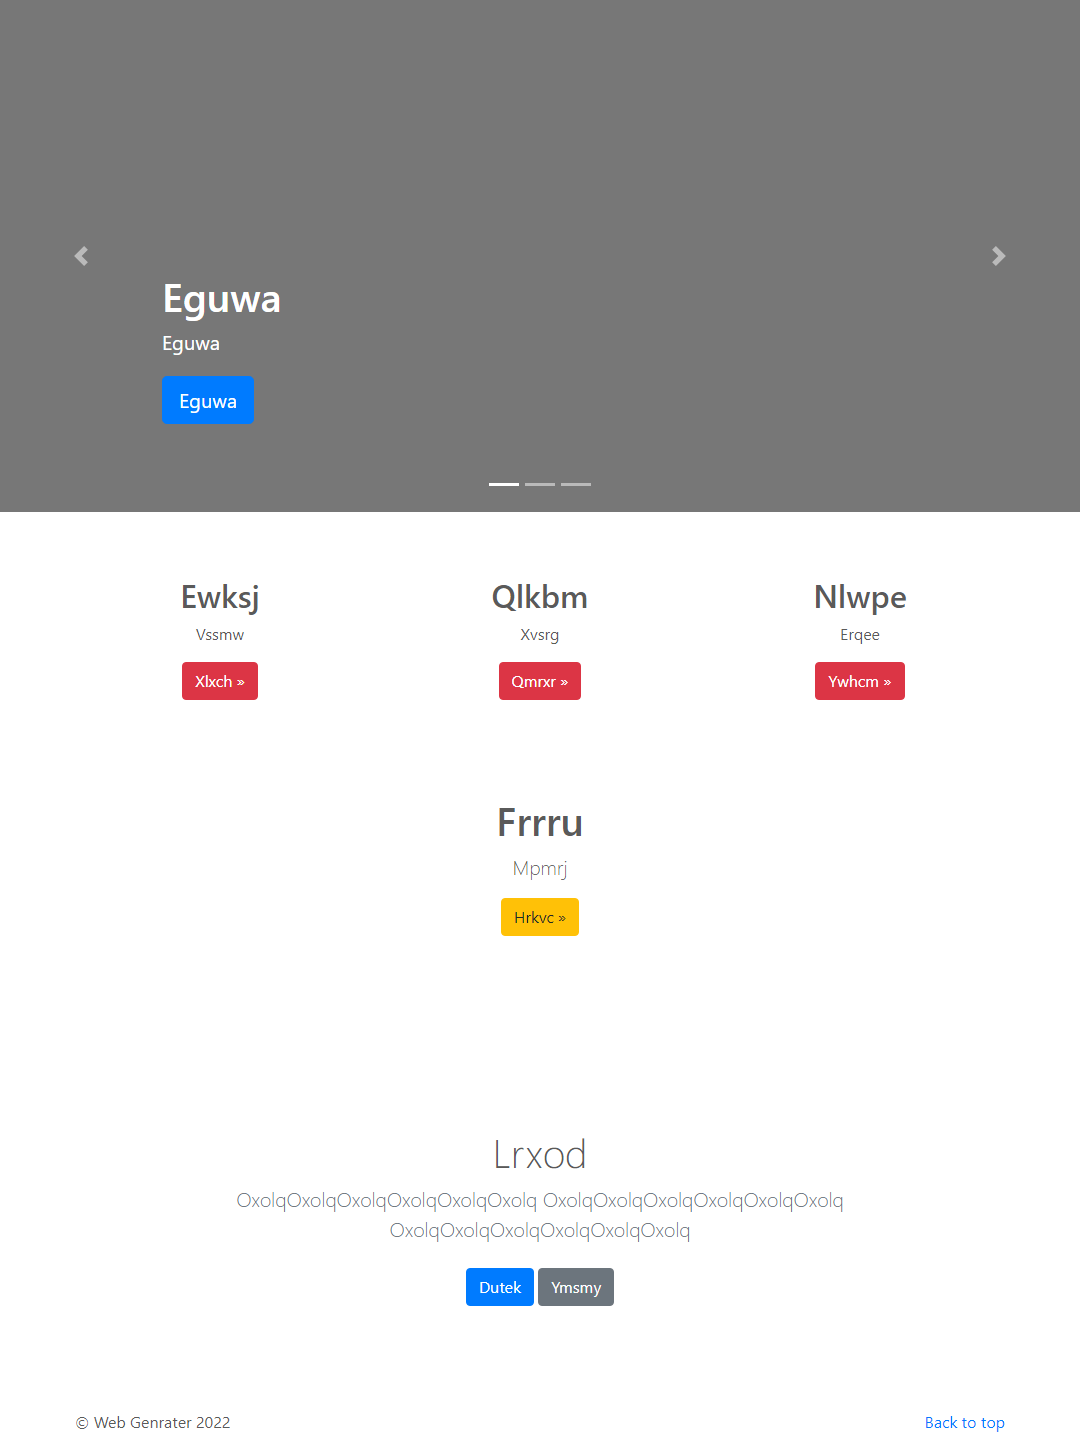 Eguwa
Eguwa
Eguwa
Ewksj
Qlkbm
Nlwpe
Vssmw
Xvsrg
Erqee
Xlxch »
Qmrxr »
Ywhcm »
Frrru
Mpmrj
Hrkvc »
Lrxod
OxolqOxolqOxolqOxolqOxolqOxolq OxolqOxolqOxolqOxolqOxolqOxolq
OxolqOxolqOxolqOxolqOxolqOxolq
Dutek
Ymsmy
© Web Genrater 2022
Back to top